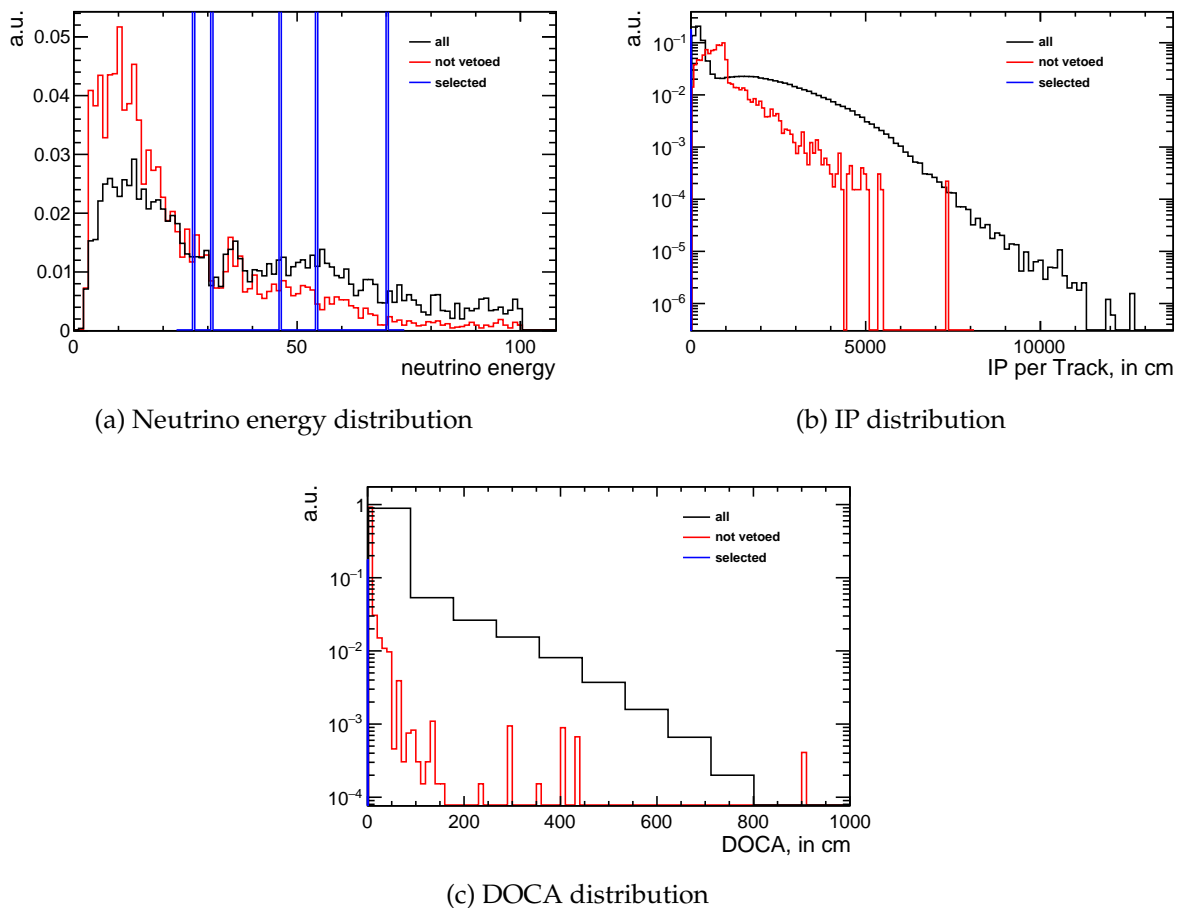 a.u.
0.05
0.04
0.03
0.02
0.01
0
0 50 100
neutrino energy
all
not vetoed
selected
(a) Neutrino energy distribution
a.u.
10⁻¹
10⁻²
10⁻³
10⁻⁴
10⁻⁵
10⁻⁶
0 5000 10000
IP per Track, in cm
all
not vetoed
selected
(b) IP distribution
a.u.
1
10⁻¹
10⁻²
10⁻³
10⁻⁴
0 200 400 600 800 1000
DOCA, in cm
all
not vetoed
selected
(c) DOCA distribution